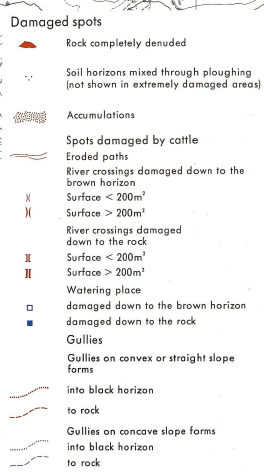 Damaged spots
Rock completely denuded
Soil horizons mixed through ploughing
(not shown in extremely damaged areas)
Accumulations
Spots damaged by cattle
Eroded paths
River crossings damaged down to the
brown horizon
Surface < 200m²
Surface > 200m²
River crossings damaged
down to the rock
Surface < 200m²
Surface > 200m²
Watering place
damaged down to the brown horizon
damaged down to the rock
Gullies
Gullies on convex or straight slope
forms
into black horizon
to rock
Gullies on concave slope forms
into black horizon
to rock